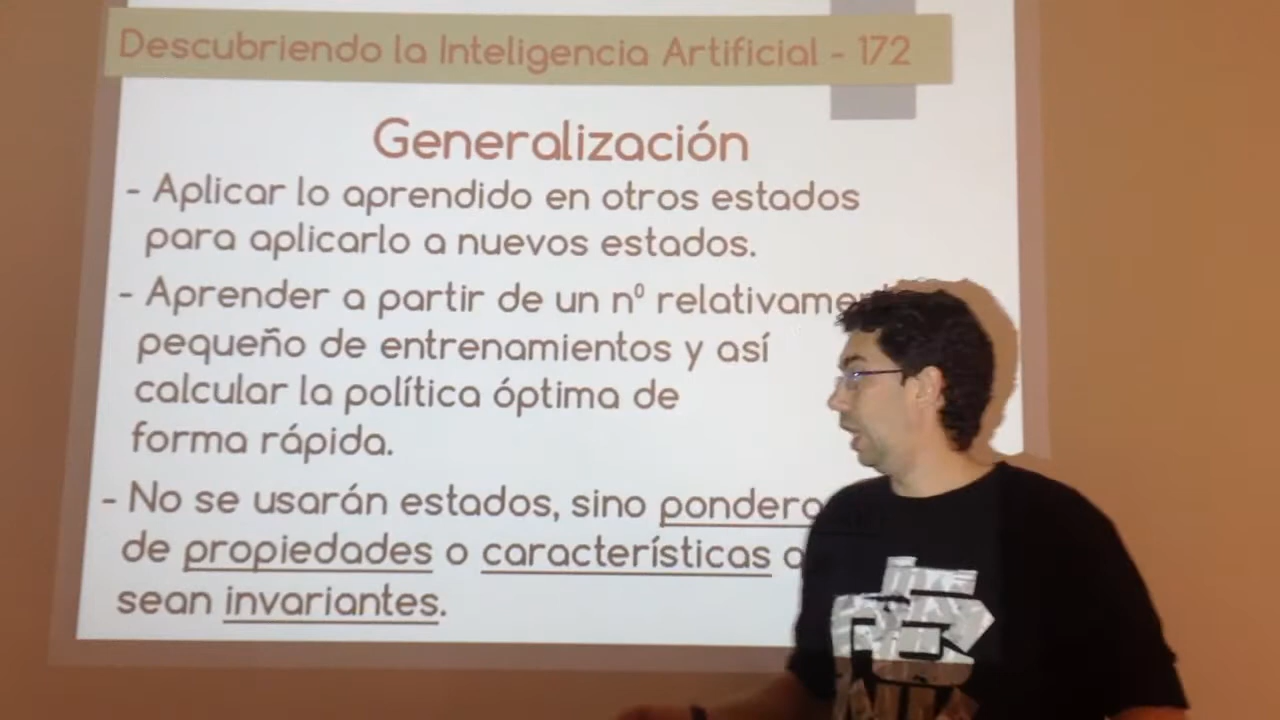 Descubriendo la Inteligencia Artificial - 172
Generalización
- Aplicar lo aprendido en otros estados
para aplicarlo a nuevos estados.
- Aprender a partir de un nº
pequeño de entrenamientos y así
calcular la política óptima de
forma rápida.
- No se usarán estados, sino
de propiedades o características
sean invariantes.